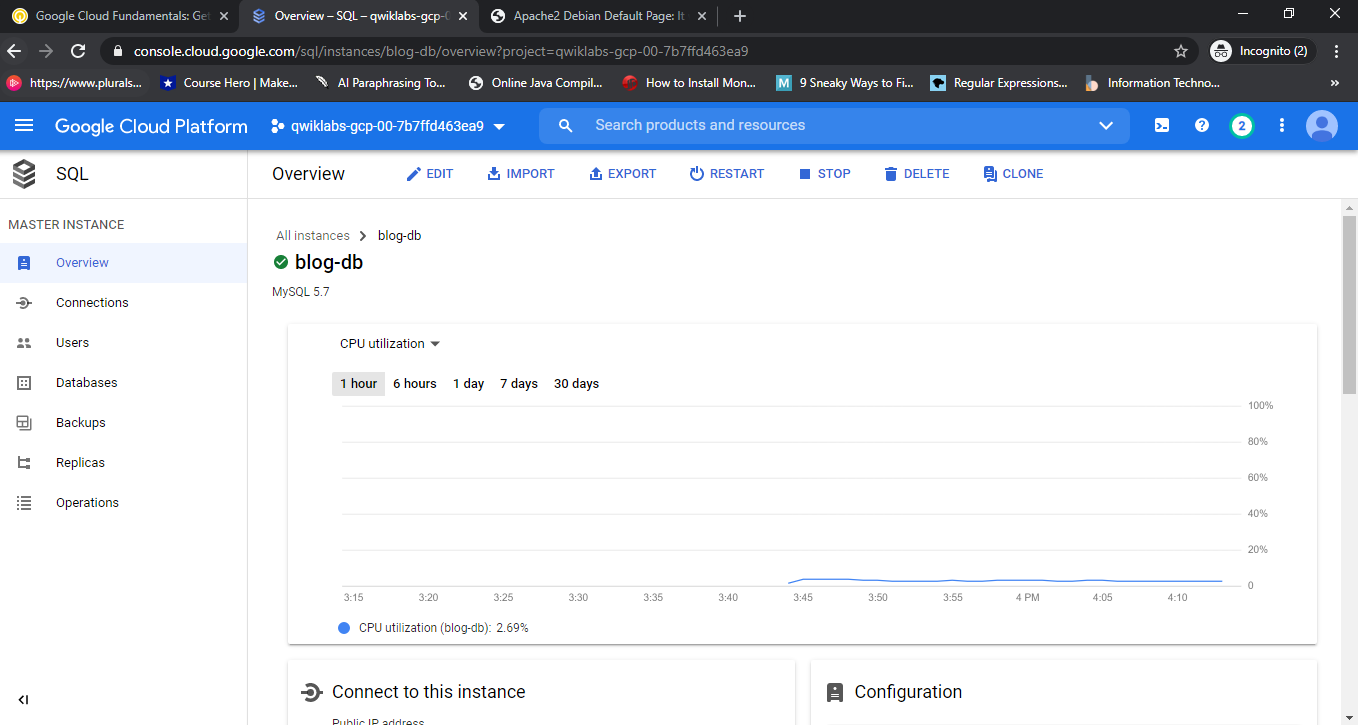 Google Cloud Fundamentals: Get
Overview – SQL – qwiklabs-gcp-0
Apache2 Debian Default Page: It
console.cloud.google.com/sql/instances/blog-db/overview?project=qwiklabs-gcp-00-7b7ffd463ea9
Incognito (2)
https://www.plurals...
Course Hero | Make...
AI Paraphrasing To...
Online Java Compil...
How to Install Mon...
M
9 Sneaky Ways to Fi...
Regular Expressions...
Information Techno...
»
Google Cloud Platform
qwiklabs-gcp-00-7b7ffd463ea9
Search products and resources
2
SQL
Overview
EDIT
IMPORT
EXPORT
RESTART
STOP
DELETE
CLONE
MASTER INSTANCE
Overview
Connections
Users
Databases
Backups
Replicas
Operations
All instances
blog-db
blog-db
MySQL 5.7
CPU utilization
1 hour 6 hours 1 day 7 days 30 days
100%
80%
60%
40%
20%
0
3:15 3:20 3:25 3:30 3:35 3:40 3:45 3:50 3:55 4 PM 4:05 4:10
CPU utilization (blog-db): 2.69%
Connect to this instance
Public IP address
Configuration